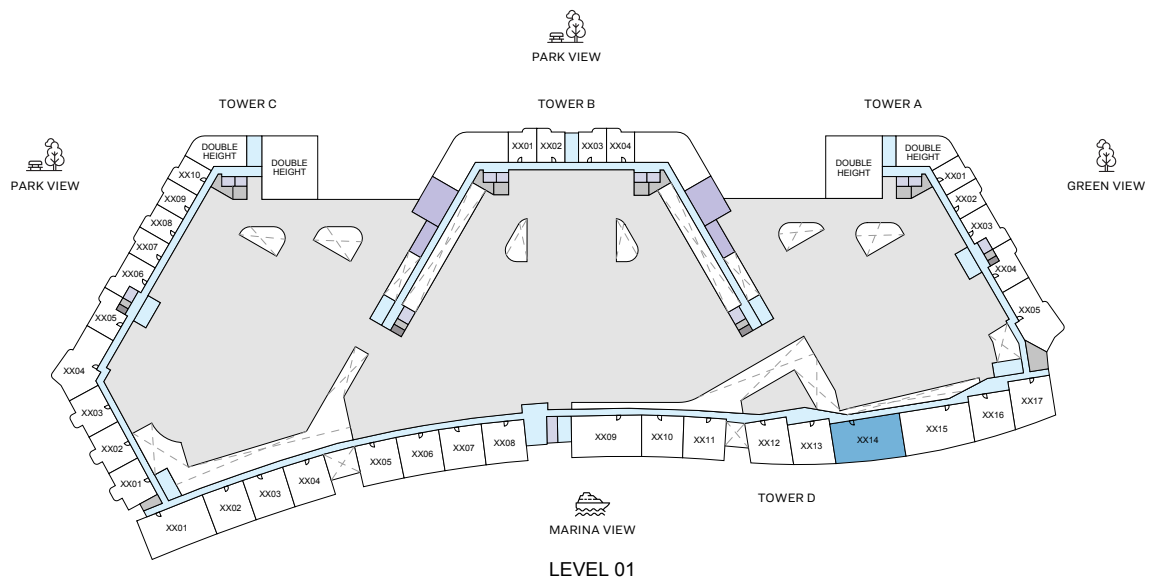 PARK VIEW
TOWER C
TOWER B
TOWER A
PARK VIEW
GREEN VIEW
DOUBLE
HEIGHT
DOUBLE
HEIGHT
XX10
XX09
XX08
XX07
XX06
XX05
XX04
XX03
XX02
XX01
XX01
XX02
XX03
XX04
DOUBLE
HEIGHT
DOUBLE
HEIGHT
XX01
XX02
XX03
XX04
XX05
XX01
XX02
XX03
XX04
XX05
XX06
XX07
XX08
XX09
XX10
XX11
XX12
XX13
XX14
XX15
XX16
XX17
TOWER D
MARINA VIEW
LEVEL 01